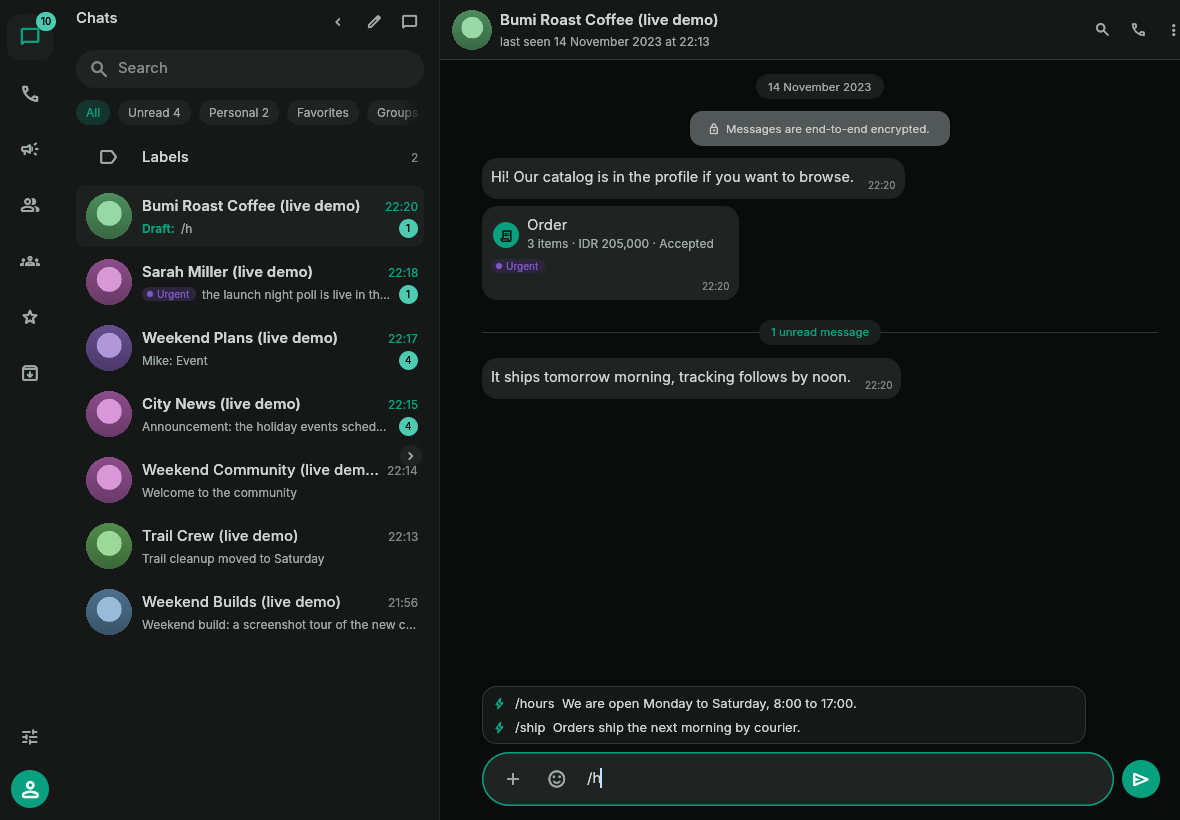 10
Chats
Search
All
Unread 4
Personal 2
Favorites
Groups
Labels
2
Bumi Roast Coffee (live demo)
22:20
Draft: /h
1
Sarah Miller (live demo)
22:18
Urgent
the launch night poll is live in th...
1
Weekend Plans (live demo)
22:17
Mike: Event
4
City News (live demo)
22:15
Announcement: the holiday events sched...
4
Weekend Community (live dem...
22:14
Welcome to the community
Trail Crew (live demo)
22:13
Trail cleanup moved to Saturday
Weekend Builds (live demo)
21:56
Weekend build: a screenshot tour of the new c...
Bumi Roast Coffee (live demo)
last seen 14 November 2023 at 22:13
14 November 2023
Messages are end-to-end encrypted.
Hi! Our catalog is in the profile if you want to browse.
22:20
Order
3 items · IDR 205,000 · Accepted
Urgent
22:20
1 unread message
It ships tomorrow morning, tracking follows by noon.
22:20
/hours We are open Monday to Saturday, 8:00 to 17:00.
/ship Orders ship the next morning by courier.
/h